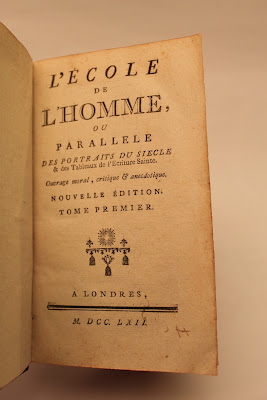 L'ÉCOLE
DE
L'HOMME,
OU
PARALLELE
DES PORTRAITS DU SIECLE
& des Tableaux de l'Ecriture Sainte.
Ouvrage moral, critique & anecdotique.
NOUVELLE ÉDITION.
TOME PREMIER.
A LONDRES,
M. DCC. LXII.